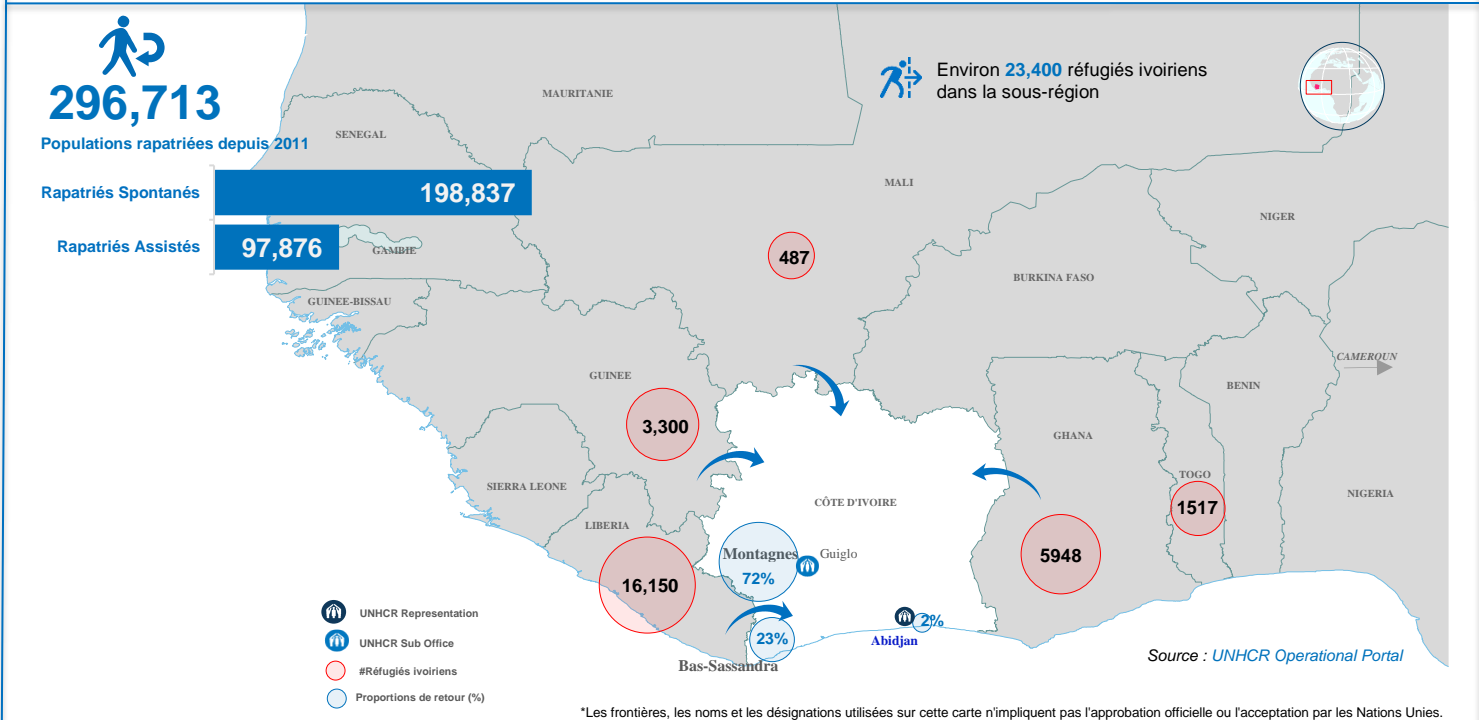 296,713
Populations rapatriées depuis 2011
Rapatriés Spontanés
198,837
Rapatriés Assistés
97,876
Environ 23,400 réfugiés ivoiriens
dans la sous-région
MAURITANIE
SENEGAL
MALI
NIGER
GAMBIE
487
BURKINA FASO
GUINEE-BISSAU
CAMEROUN
GUINEE
BENIN
3,300
GHANA
SIERRA LEONE
TOGO
NIGERIA
CÔTE D'IVOIRE
1517
LIBERIA
Montagnes
72%
Guiglo
5948
16,150
UNHCR Representation
2%
23%
Abidjan
UNHCR Sub Office
Bas-Sassandra
#Réfugiés ivoiriens
Proportions de retour (%)
Source : UNHCR Operational Portal
*Les frontières, les noms et les désignations utilisées sur cette carte n'impliquent pas l'approbation officielle ou l'acceptation par les Nations Unies.